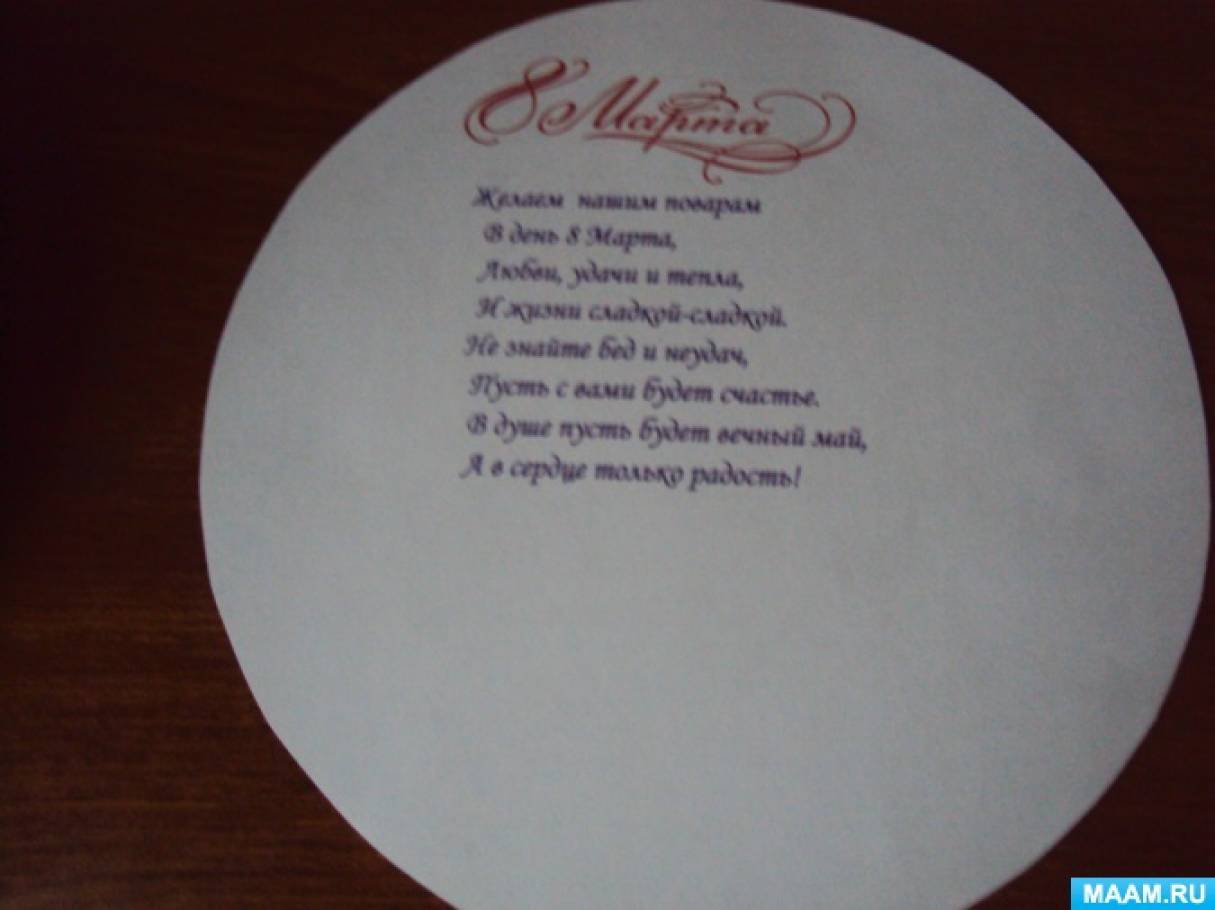 8 Марта
Желаем нашим поварам
В день 8 Марта,
Любви, удачи и тепла,
И жизни сладкой-сладкой.
Не знайте бед и неудач,
Пусть с вами будет счастье.
В душе пусть будет вечный май,
А в сердце только радость!
MAAM.RU